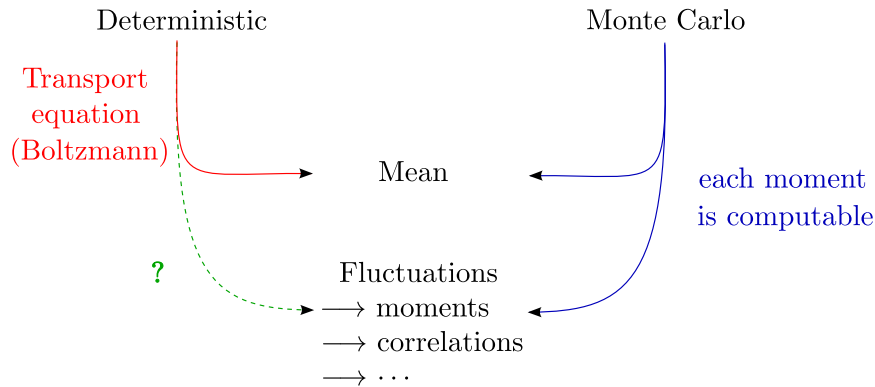 Deterministic
Monte Carlo
Transport
equation
(Boltzmann)
Mean
each moment
is computable
?
Fluctuations
⟶ moments
⟶ correlations
⟶ ···